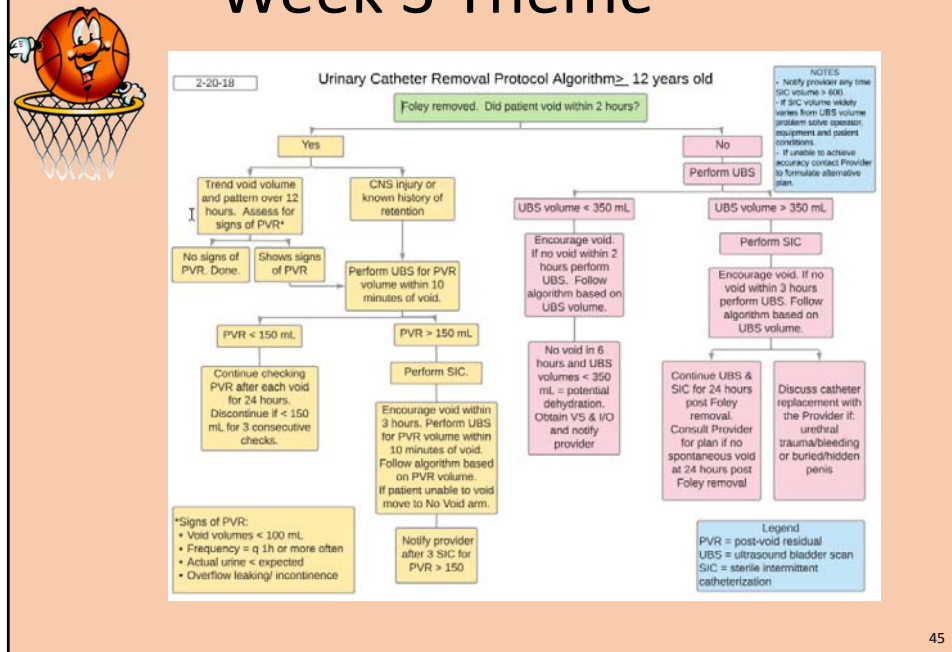 Week 5 Theme
2-20-18
Urinary Catheter Removal Protocol Algorithm> 12 years old
NOTES
- Notify provider any time
SIC volume > 600.
- If SIC volume widely
varies from UBS volume
problem solve operator,
equipment and patient
conditions.
- If unable to achieve
accuracy contact Provider
to formulate alternative
plan.
Foley removed. Did patient void within 2 hours?
Yes
No
Perform UBS
Trend void volume
and pattern over 12
hours. Assess for
signs of PVR*
CNS injury or
known history of
retention
UBS volume < 350 mL
UBS volume > 350 mL
No signs of
PVR. Done.
Shows signs
of PVR
Perform UBS for PVR
volume within 10
minutes of void.
Encourage void.
If no void within 2
hours perform
UBS. Follow
algorithm based on
UBS volume.
Perform SIC
Encourage void. If no
void within 3 hours
perform UBS. Follow
algorithm based on
UBS volume.
PVR < 150 mL
PVR > 150 mL
Continue checking
PVR after each void
for 24 hours.
Discontinue if < 150
mL for 3 consecutive
checks.
Perform SIC.
Encourage void within
3 hours. Perform UBS
for PVR volume within
10 minutes of void.
Follow algorithm based
on PVR volume.
If patient unable to void
move to No Void arm.
Notify provider
after 3 SIC for
PVR > 150
No void in 6
hours and UBS
volumes < 350
mL = potential
dehydration.
Obtain VS & I/O
and notify
provider
Continue UBS &
SIC for 24 hours
post Foley
removal.
Consult Provider
for plan if no
spontaneous void
at 24 hours post
Foley removal
Discuss catheter
replacement with
the Provider if:
urethral
trauma/bleeding
or buried/hidden
penis
*Signs of PVR:
• Void volumes < 100 mL
• Frequency = q 1h or more often
• Actual urine < expected
• Overflow leaking/ incontinence
Legend
PVR = post-void residual
UBS = ultrasound bladder scan
SIC = sterile intermittent
catheterization
45